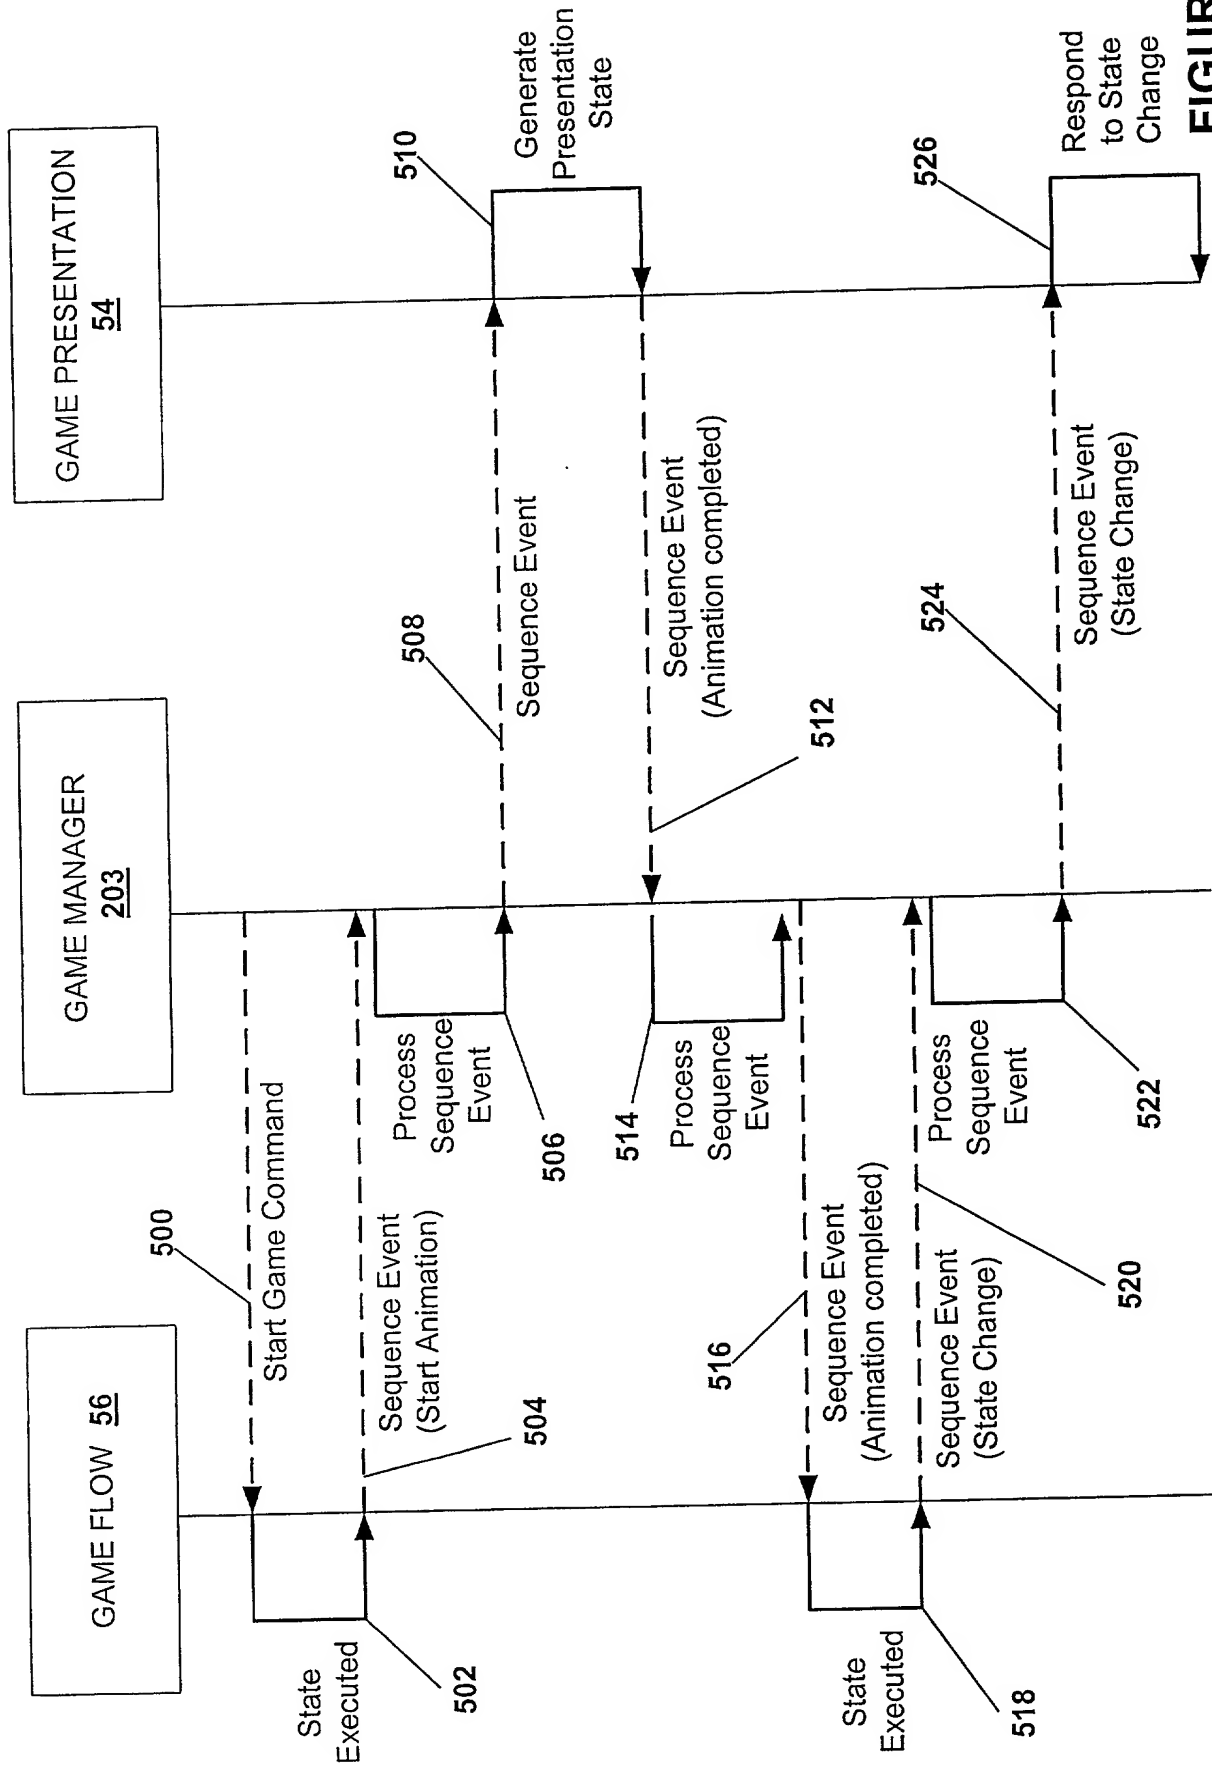 GAME FLOW 56
GAME MANAGER
203
GAME PRESENTATION
54
500
Start Game Command
State
Executed
502
Sequence Event
(Start Animation)
504
Process
Sequence
Event
506
508
Sequence Event
510
Generate
Presentation
State
Sequence Event
(Animation completed)
512
514
Process
Sequence
Event
516
Sequence Event
(Animation completed)
State
Executed
518
Sequence Event
(State Change)
520
Process
Sequence
Event
522
524
Sequence Event
(State Change)
526
Respond
to State
Change